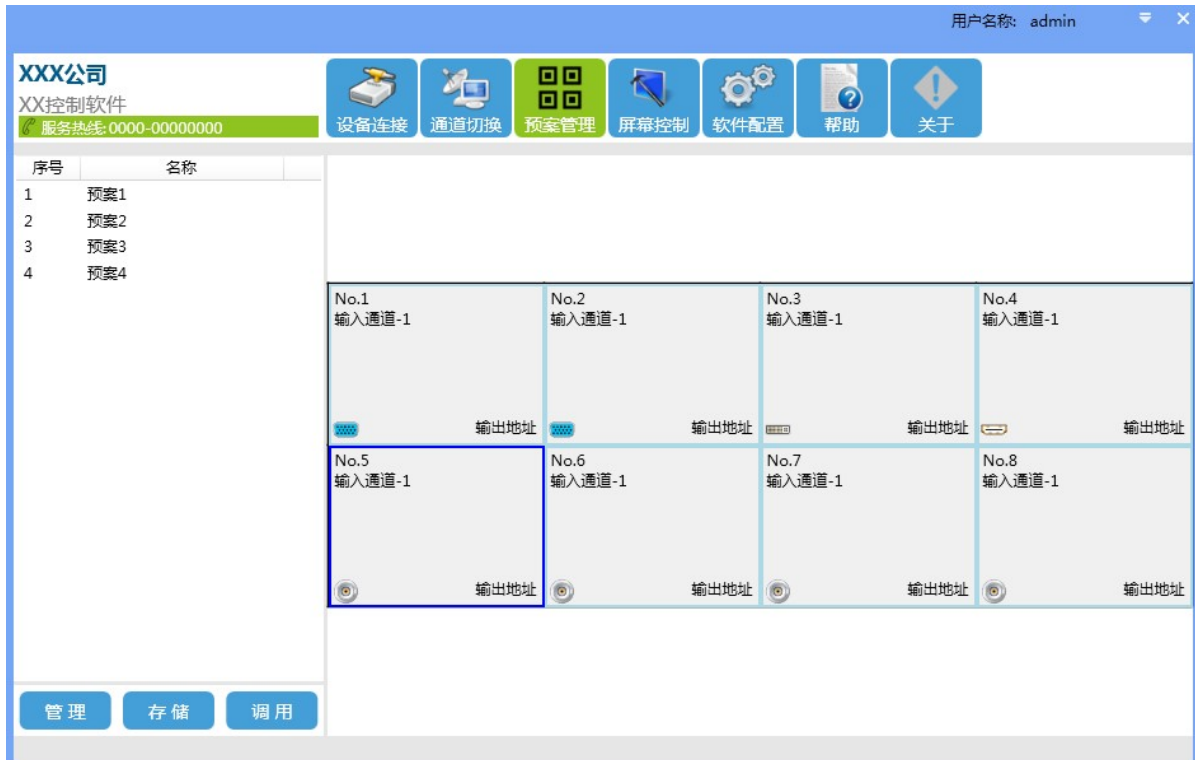 用户名称: admin
XXX公司
XX控制软件
服务热线:0000-00000000
设备连接 通道切换 预案管理 屏幕控制 软件配置 帮助 关于
序号 名称
1 预案1
2 预案2
3 预案3
4 预案4
No.1 No.2 No.3 No.4
输入通道-1 输入通道-1 输入通道-1 输入通道-1
输出地址 输出地址 输出地址 输出地址
No.5 No.6 No.7 No.8
输入通道-1 输入通道-1 输入通道-1 输入通道-1
输出地址 输出地址 输出地址 输出地址
管理 存储 调用